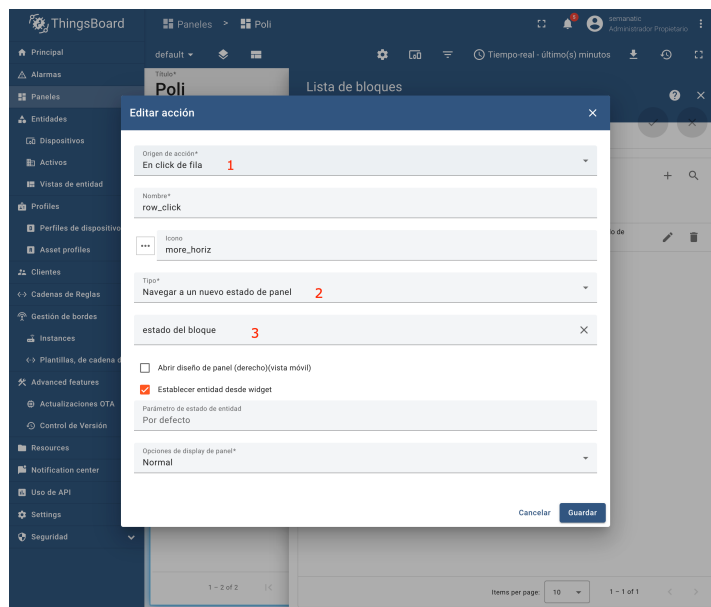 ThingsBoard
Paneles > Poli
semanatic
Administrador Propietario
Principal
Alarmas
Paneles
Entidades
Dispositivos
Activos
Vistas de entidad
Profiles
Perfiles de dispositivo
Asset profiles
Clientes
Cadenas de Reglas
Gestión de bordes
Instances
Plantillas, de cadena d
Advanced features
Actualizaciones OTA
Control de Versión
Resources
Notification center
Uso de API
Settings
Seguridad
default
Tiempo-real - último(s) minutos
Título*
Poli
Lista de bloques
Editar acción
Origen de acción*
En click de fila 1
Nombre*
row_click
Icono
more_horiz
Tipo*
Navegar a un nuevo estado de panel 2
estado del bloque 3
Abrir diseño de panel (derecho)(vista móvil)
Establecer entidad desde widget
Parámetro de estado de entidad
Por defecto
Opciones de display de panel*
Normal
Cancelar Guardar
o de
1 – 2 of 2
Items per page: 10 1 – 1 of 1